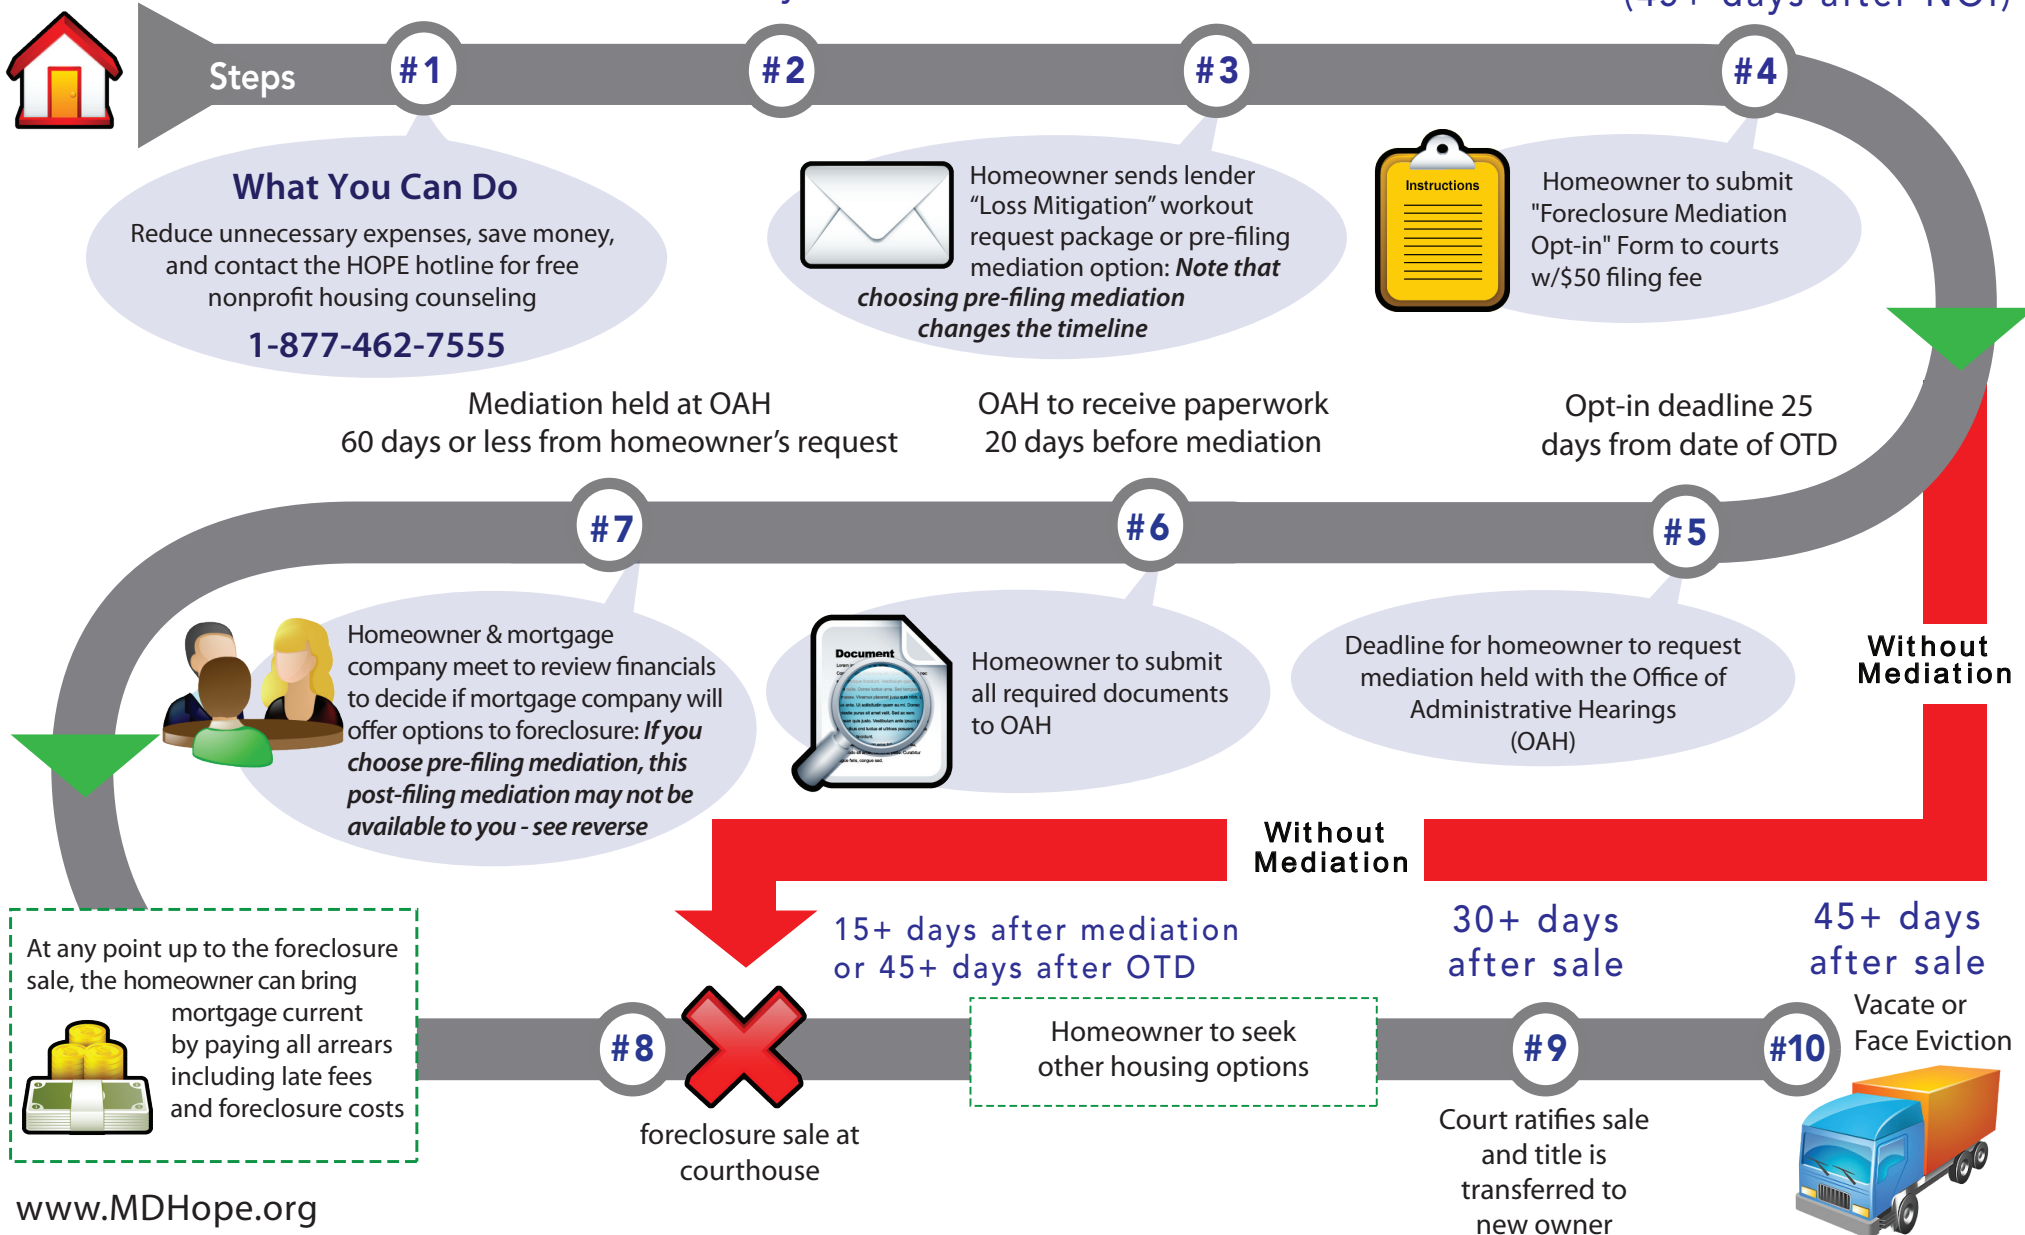 (45+ days after NOI)
Steps
#1
#2
#3
#4
What You Can Do
Reduce unnecessary expenses, save money,
and contact the HOPE hotline for free
nonprofit housing counseling
1-877-462-7555
Homeowner sends lender
“Loss Mitigation” workout
request package or pre-filing
mediation option: Note that
choosing pre-filing mediation
changes the timeline
Instructions
Homeowner to submit
"Foreclosure Mediation
Opt-in" Form to courts
w/$50 filing fee
Mediation held at OAH
60 days or less from homeowner’s request
OAH to receive paperwork
20 days before mediation
Opt-in deadline 25
days from date of OTD
#7
#6
#5
Homeowner & mortgage
company meet to review financials
to decide if mortgage company will
offer options to foreclosure: If you
choose pre-filing mediation, this
post-filing mediation may not be
available to you - see reverse
Document
Homeowner to submit
all required documents
to OAH
Deadline for homeowner to request
mediation held with the Office of
Administrative Hearings
(OAH)
Without
Mediation
Without
Mediation
At any point up to the foreclosure
sale, the homeowner can bring
mortgage current
by paying all arrears
including late fees
and foreclosure costs
15+ days after mediation
or 45+ days after OTD
30+ days
after sale
45+ days
after sale
#8
Homeowner to seek
other housing options
#9
#10
Vacate or
Face Eviction
foreclosure sale at
courthouse
Court ratifies sale
and title is
transferred to
new owner
www.MDHope.org